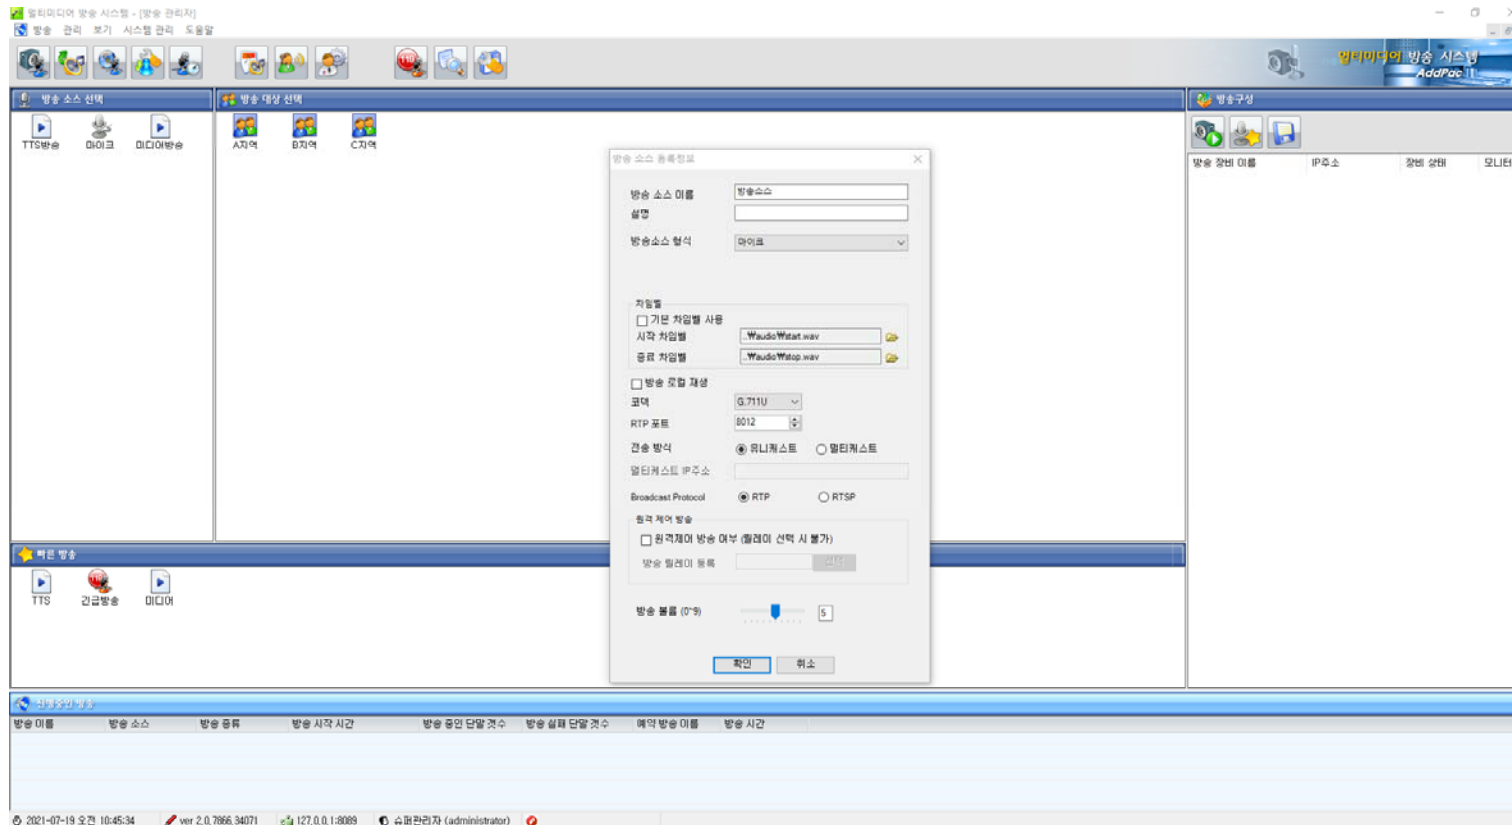 멀티미디어 방송 시스템 - [방송 관리자]
방송 관리 보기 시스템 관리 도움말
멀티미디어 방송 시스템
AddPac
방송 소스 선택
방송 대상 선택
방송구성
TTS방송 마이크 미디어방송
A지역 B지역 C지역
방송 장비 이름 IP주소 장비 상태 모니터
방송 소스 등록정보
방송 소스 이름 방송소스
설명
방송소스 형식 마이크
차임벨
기본 차임벨 사용
시작 차임벨 ..₩audio₩start.wav
종료 차임벨 ..₩audio₩stop.wav
방송 로컬 재생
코덱 G.711U
RTP 포트 8012
전송 방식 유니캐스트 멀티캐스트
멀티캐스트 IP주소
Broadcast Protocol RTP RTSP
원격 제어 방송
원격제어 방송 여부 (릴레이 선택 시 불가)
방송 릴레이 등록 선택
방송 볼륨 (0~9) 5
확인 취소
빠른 방송
TTS 긴급방송 미디어
진행중인 방송
방송 이름 방송 소스 방송 종류 방송 시작 시간 방송 중인 단말 갯수 방송 실패 단말 갯수 예약 방송 이름 방송 시간
2021-07-19 오전 10:45:34 ver 2.0.7866.34071 127.0.0.1:8089 슈퍼관리자 (administrator)